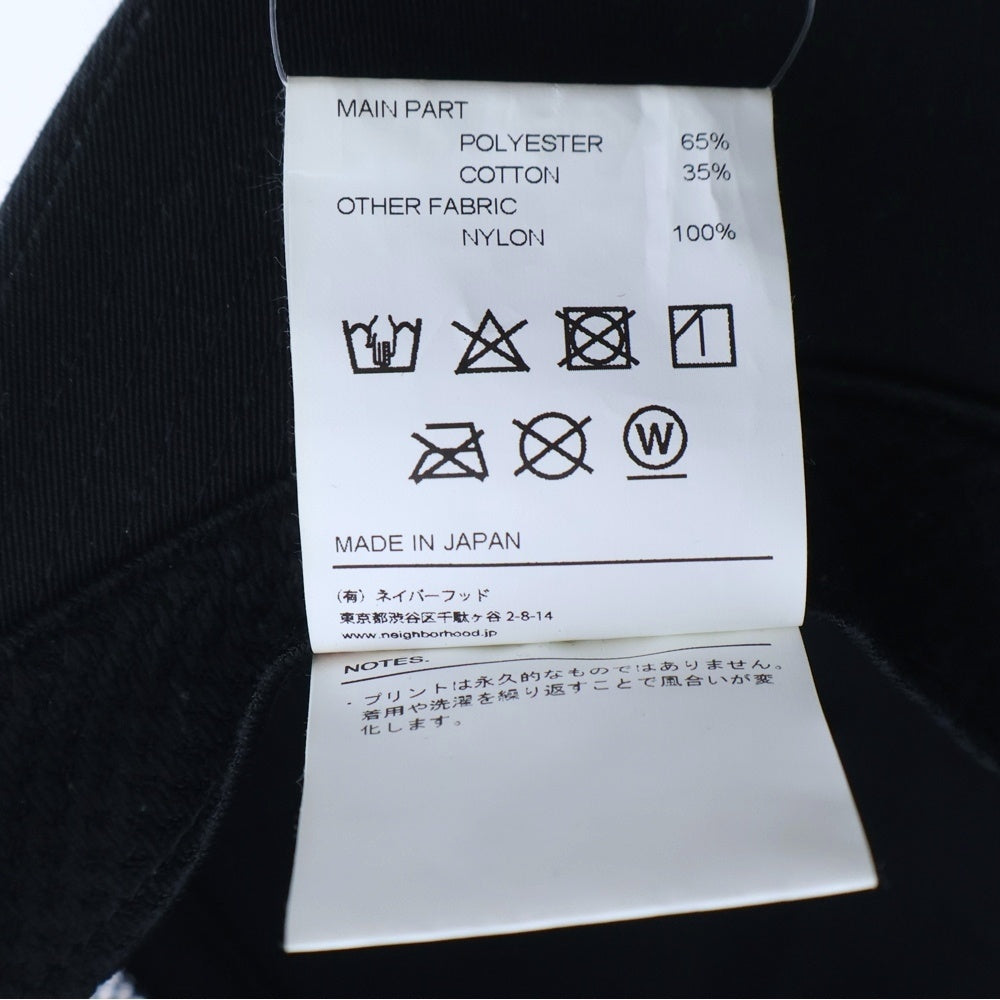 MAIN PART
POLYESTER 65%
COTTON 35%
OTHER FABRIC
NYLON 100%
W
MADE IN JAPAN
（有）ネイバーフッド
東京都渋谷区千駄ヶ谷 2-8-14
www.neighborhood.jp
NOTES.
・プリントは永久的なものではありません。
着用や洗濯を繰り返すことで風合いが変
化します。